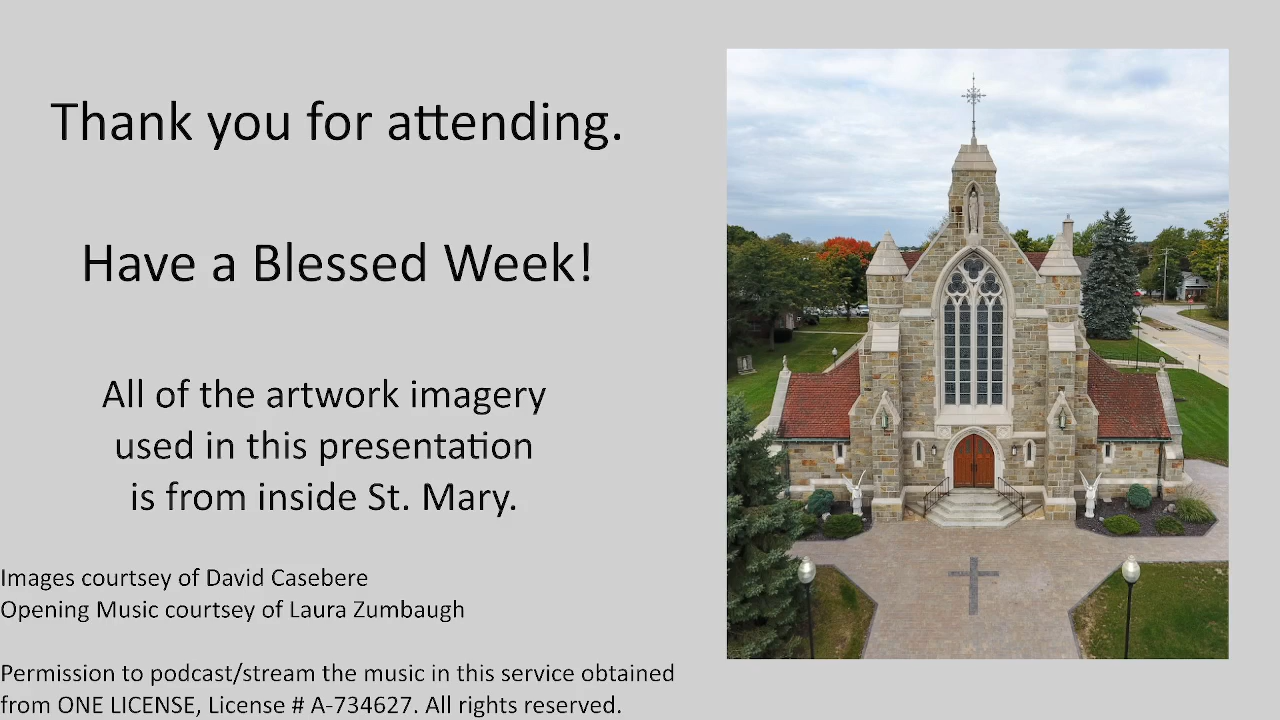 Thank you for attending.
Have a Blessed Week!
All of the artwork imagery
used in this presentation
is from inside St. Mary.
Images courtsey of David Casebere
Opening Music courtsey of Laura Zumbaugh
Permission to podcast/stream the music in this service obtained
from ONE LICENSE, License # A-734627. All rights reserved.